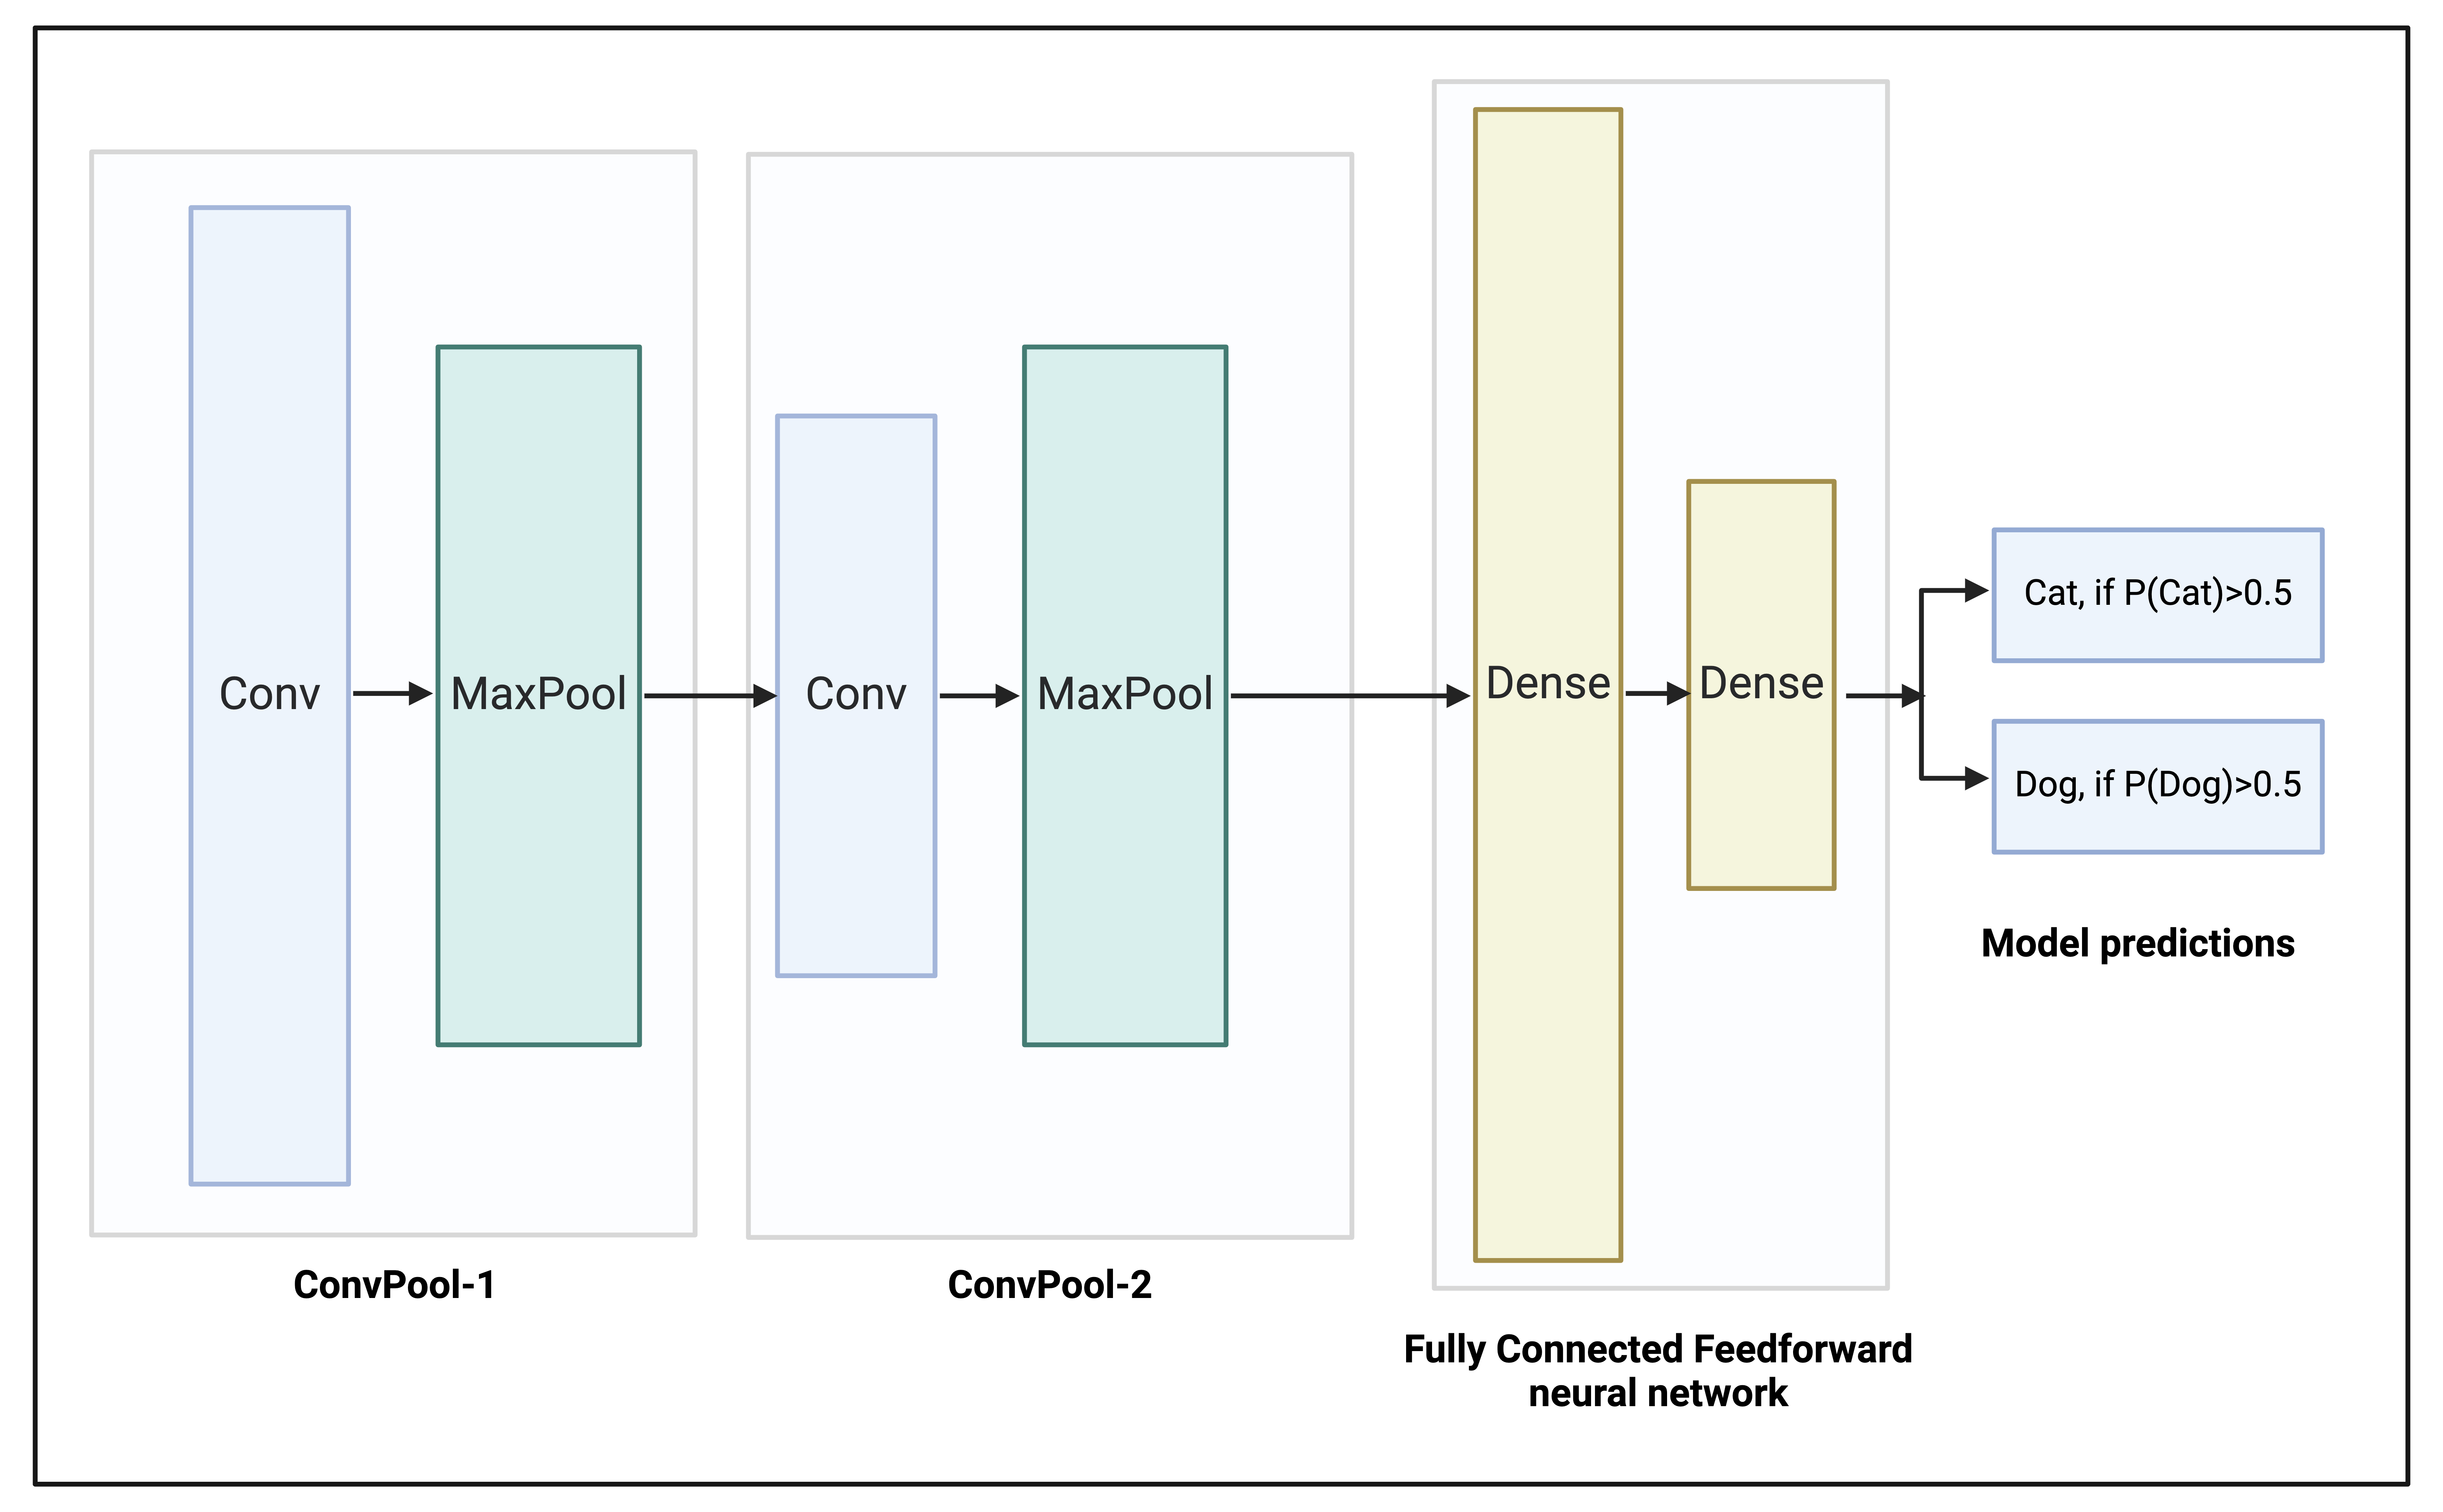 Conv
MaxPool
Conv
MaxPool
Dense
Dense
Cat, if P(Cat)>0.5
Dog, if P(Dog)>0.5
Model predictions
ConvPool-1
ConvPool-2
Fully Connected Feedforward
neural network